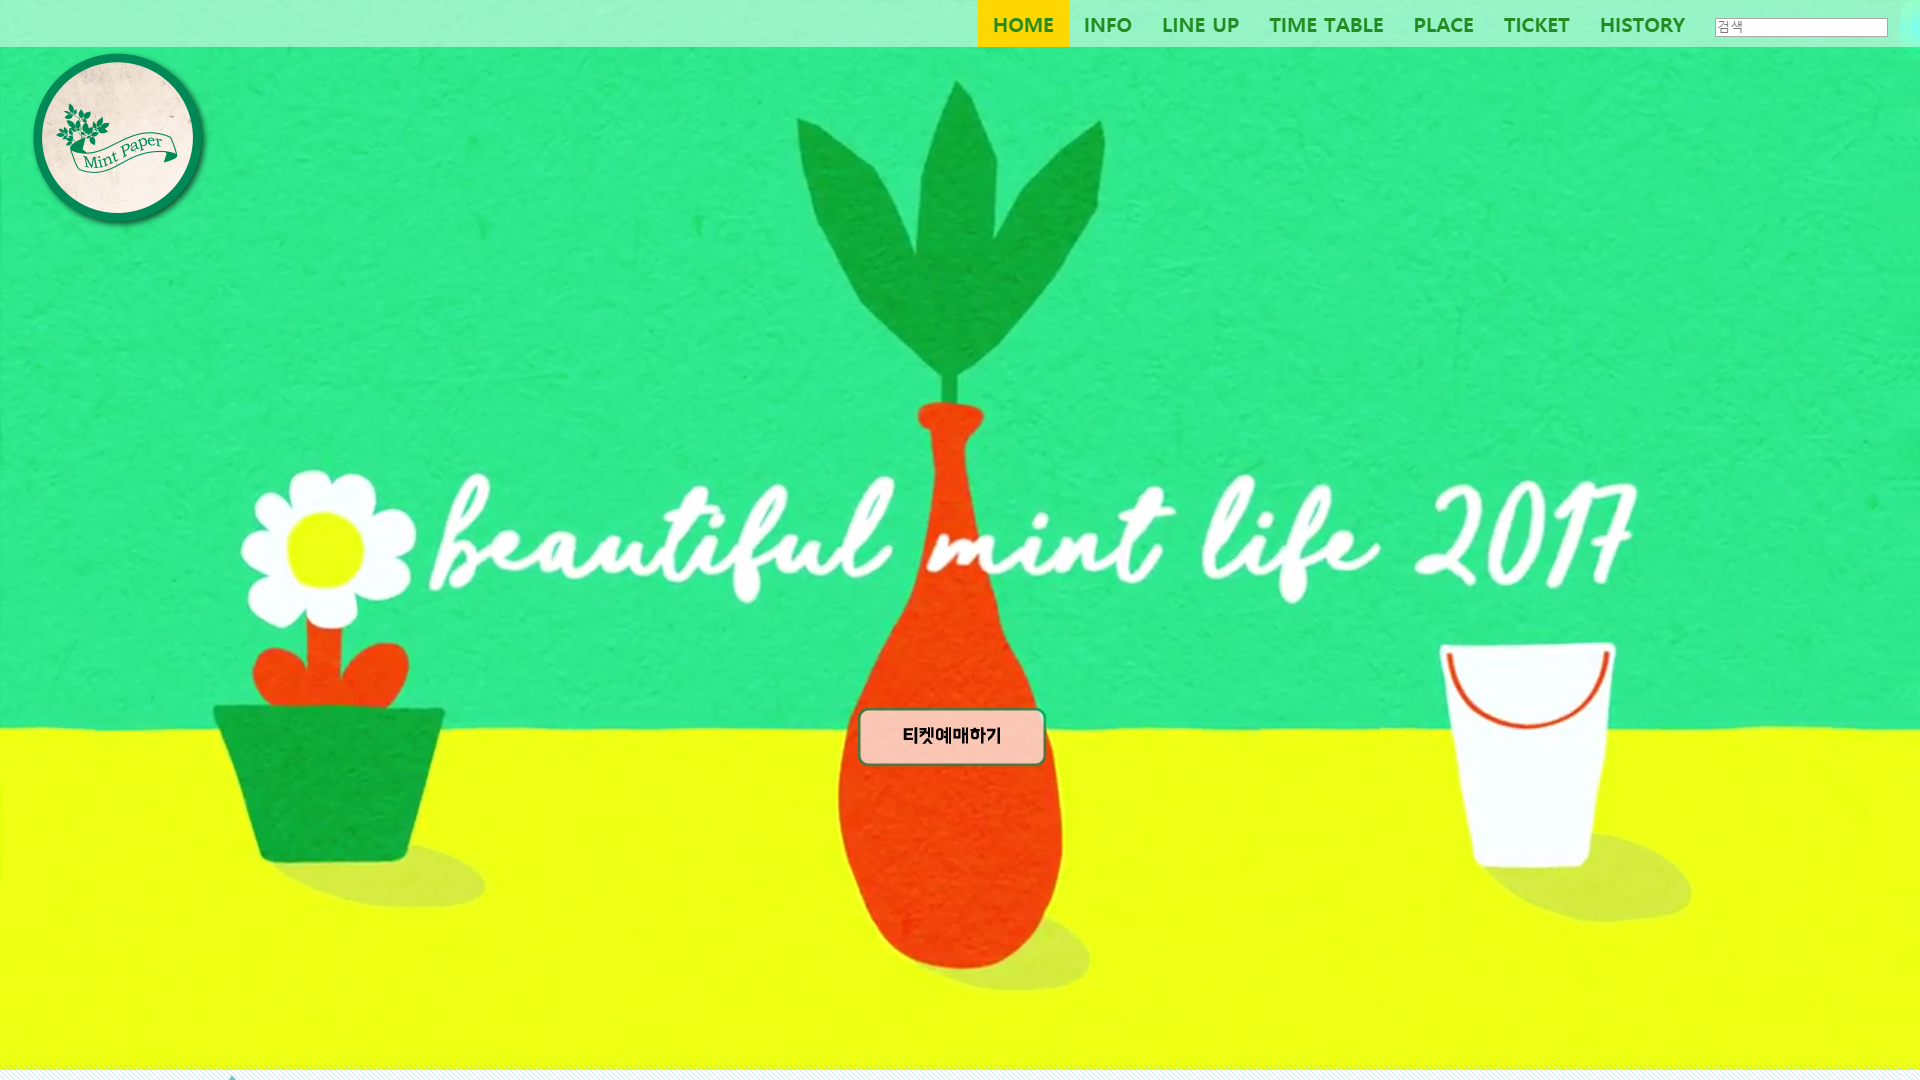 HOME INFO LINE UP TIME TABLE PLACE TICKET HISTORY 검색
Mint Paper
beautiful mint life 2017
티켓예매하기